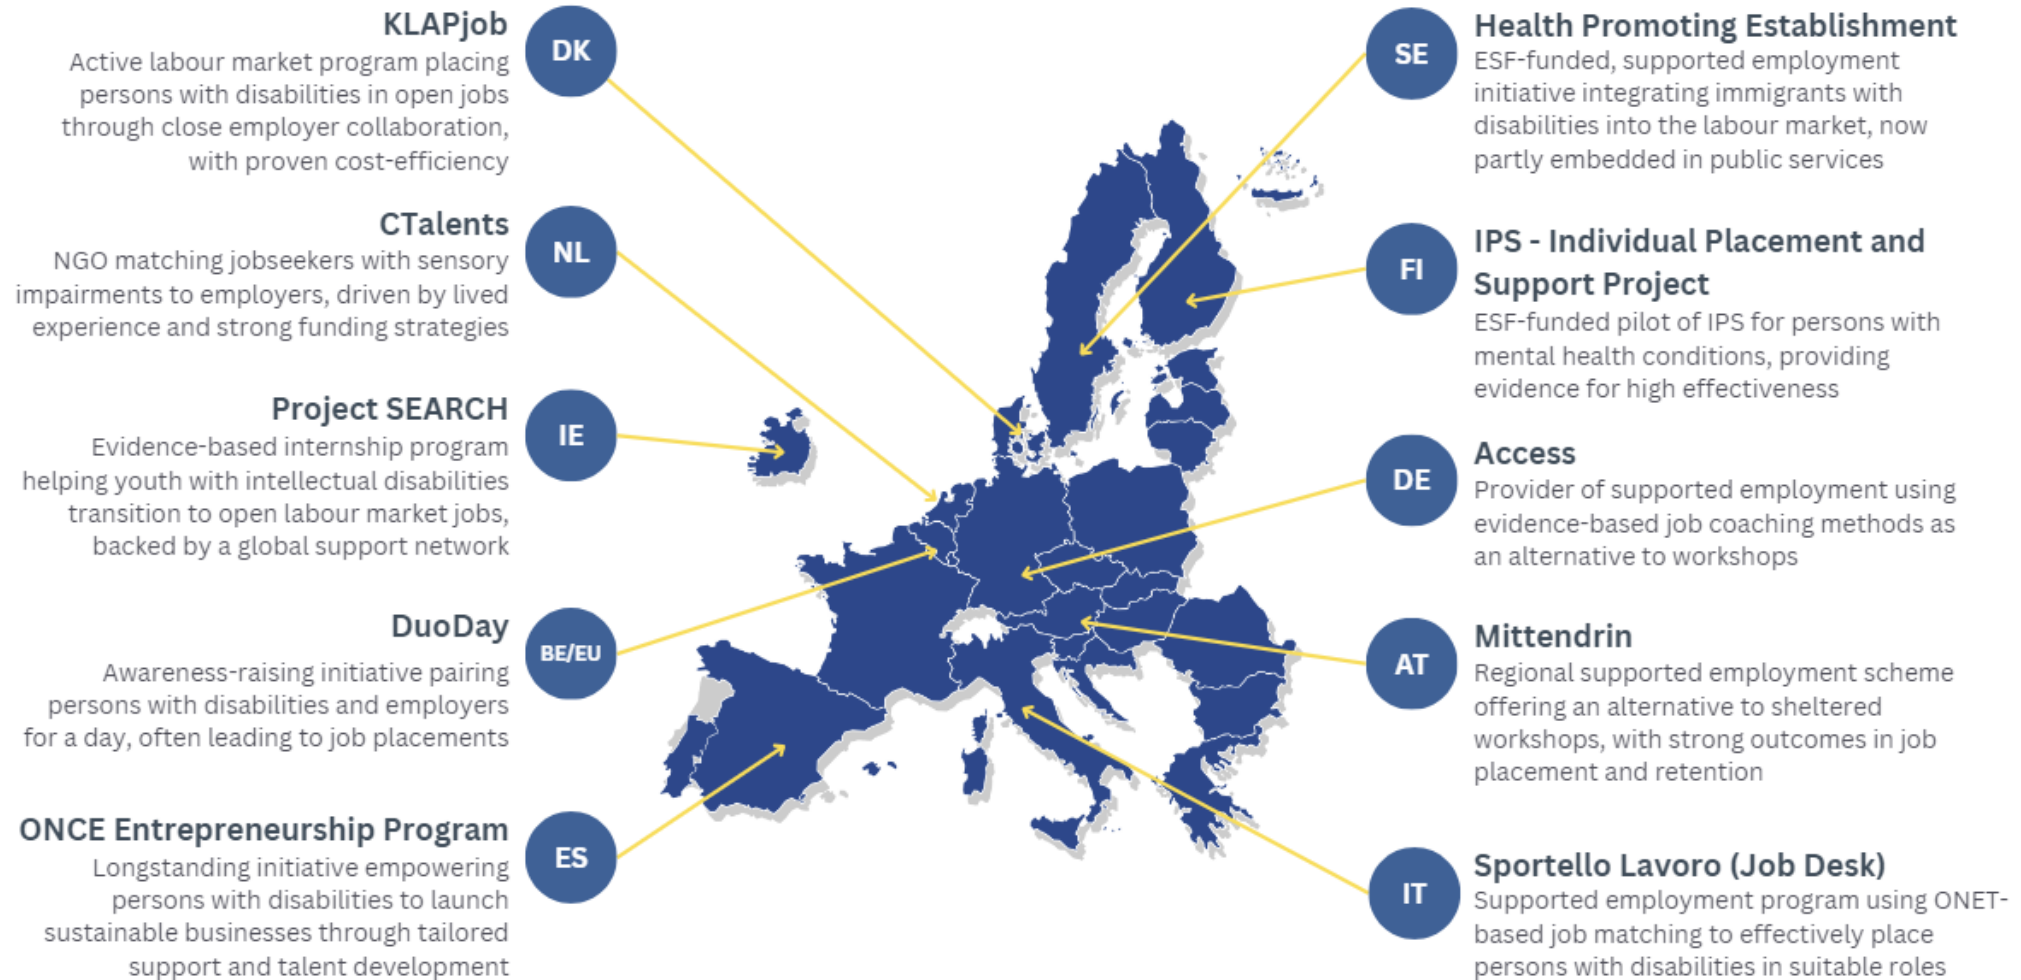 KLAPjob
Active labour market program placing
persons with disabilities in open jobs
through close employer collaboration,
with proven cost-efficiency
DK
CTalents
NGO matching jobseekers with sensory
impairments to employers, driven by lived
experience and strong funding strategies
NL
Project SEARCH
Evidence-based internship program
helping youth with intellectual disabilities
transition to open labour market jobs,
backed by a global support network
IE
DuoDay
Awareness-raising initiative pairing
persons with disabilities and employers
for a day, often leading to job placements
BE/EU
ONCE Entrepreneurship Program
Longstanding initiative empowering
persons with disabilities to launch
sustainable businesses through tailored
support and talent development
ES
SE
Health Promoting Establishment
ESF-funded, supported employment
initiative integrating immigrants with
disabilities into the labour market, now
partly embedded in public services
FI
IPS - Individual Placement and
Support Project
ESF-funded pilot of IPS for persons with
mental health conditions, providing
evidence for high effectiveness
DE
Access
Provider of supported employment using
evidence-based job coaching methods as
an alternative to workshops
AT
Mittendrin
Regional supported employment scheme
offering an alternative to sheltered
workshops, with strong outcomes in job
placement and retention
IT
Sportello Lavoro (Job Desk)
Supported employment program using ONET-
based job matching to effectively place
persons with disabilities in suitable roles